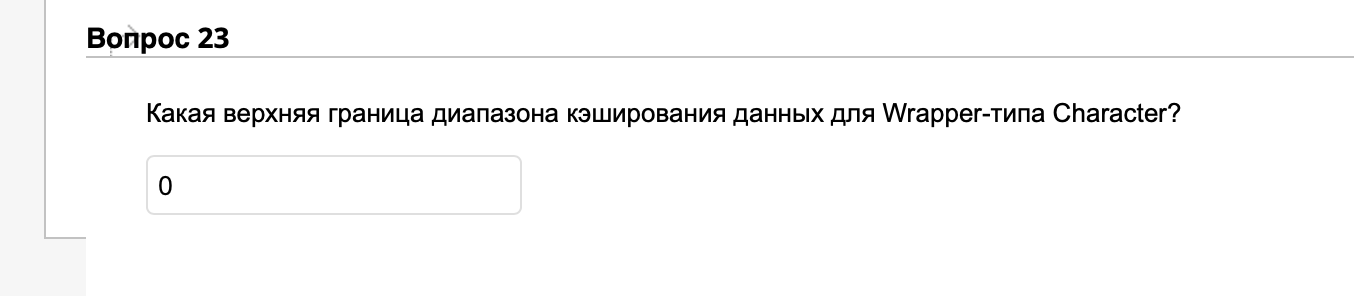 Вопрос 23
Какая верхняя граница диапазона кэширования данных для Wrapper-типа Character?
0